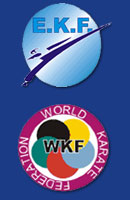 E.K.F.
WORLD KARATE FEDERATION
WKF